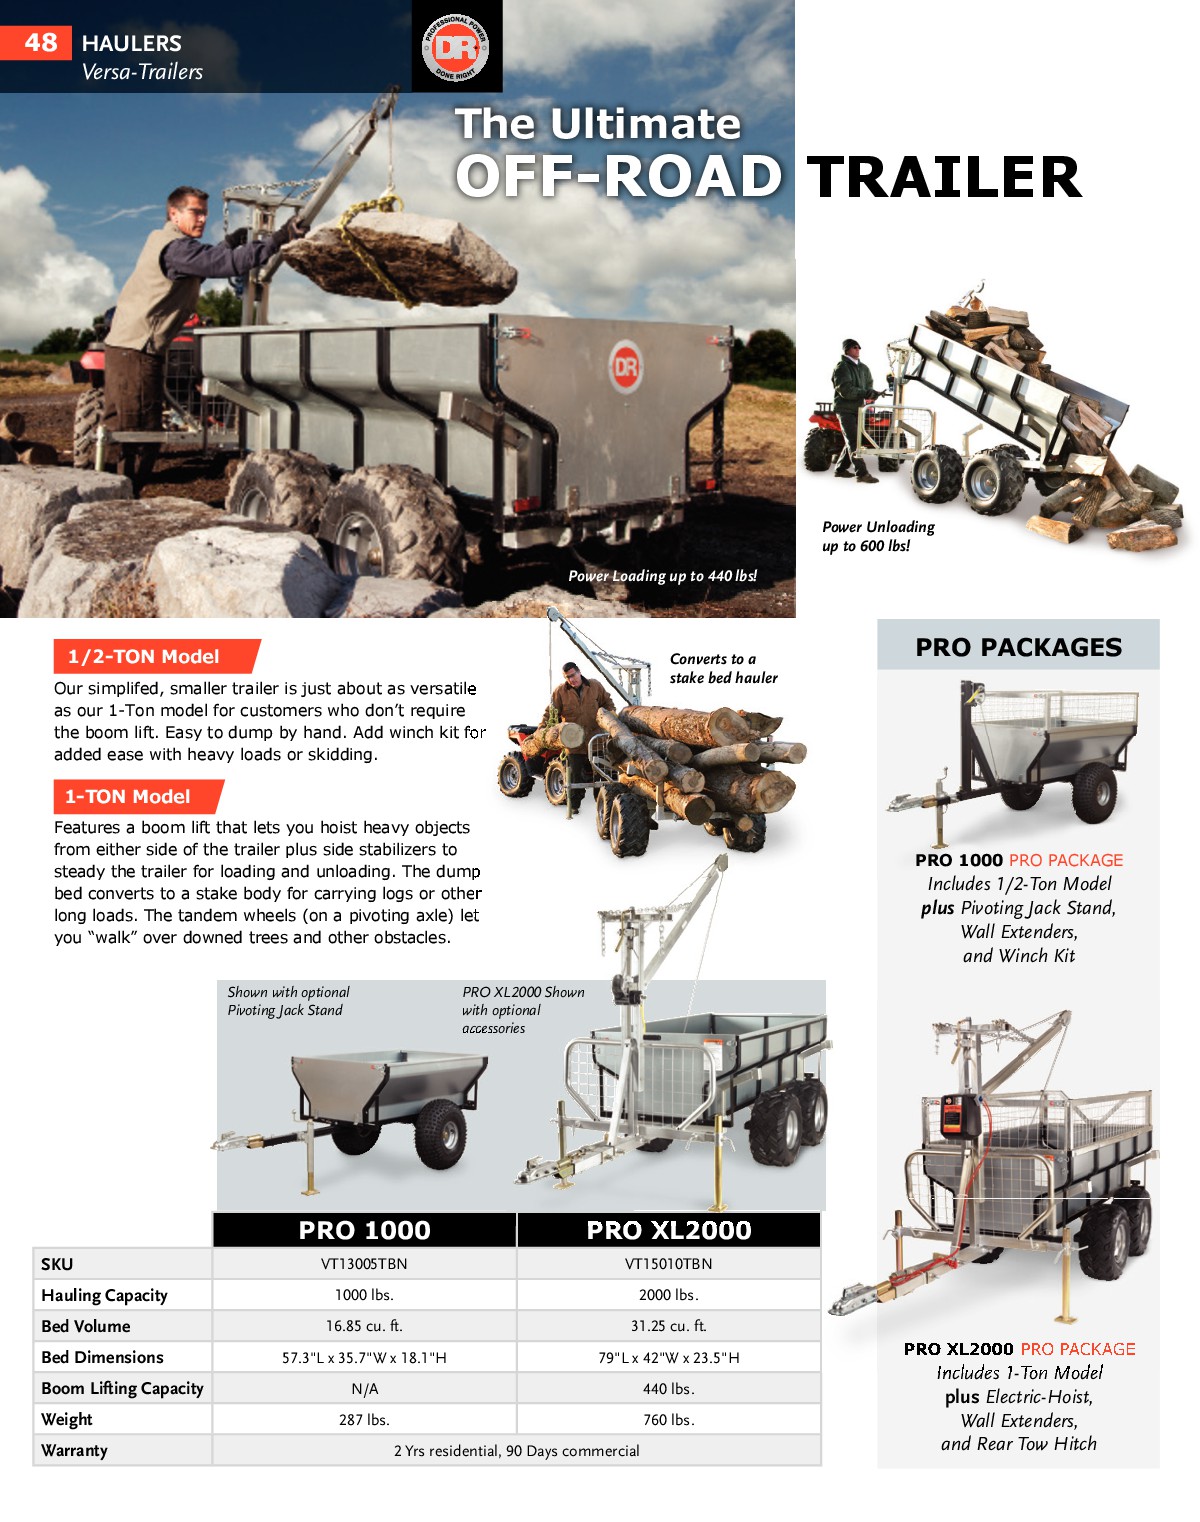 48 HAULERS
Versa-Trailers
PROFESSIONAL POWER
DR
DONE RIGHT
The Ultimate
OFF-ROAD TRAILER
DR
Power Unloading
up to 600 lbs!
Power Loading up to 440 lbs!
1/2-TON Model
Our simplifed, smaller trailer is just about as versatile
as our 1-Ton model for customers who don’t require
the boom lift. Easy to dump by hand. Add winch kit for
added ease with heavy loads or skidding.
1-TON Model
Features a boom lift that lets you hoist heavy objects
from either side of the trailer plus side stabilizers to
steady the trailer for loading and unloading. The dump
bed converts to a stake body for carrying logs or other
long loads. The tandem wheels (on a pivoting axle) let
you “walk” over downed trees and other obstacles.
Converts to a
stake bed hauler
PRO PACKAGES
PRO 1000 PRO PACKAGE
Includes 1/2-Ton Model
plus Pivoting Jack Stand,
Wall Extenders,
and Winch Kit
PRO XL2000 PRO PACKAGE
Includes 1-Ton Model
plus Electric-Hoist,
Wall Extenders,
and Rear Tow Hitch
Shown with optional
Pivoting Jack Stand
PRO XL2000 Shown
with optional
accessories
PRO 1000 PRO XL2000
SKU VT13005TBN VT15010TBN
Hauling Capacity 1000 lbs. 2000 lbs.
Bed Volume 16.85 cu. ft. 31.25 cu. ft.
Bed Dimensions 57.3"L x 35.7"W x 18.1"H 79"L x 42"W x 23.5"H
Boom Lifting Capacity N/A 440 lbs.
Weight 287 lbs. 760 lbs.
Warranty 2 Yrs residential, 90 Days commercial